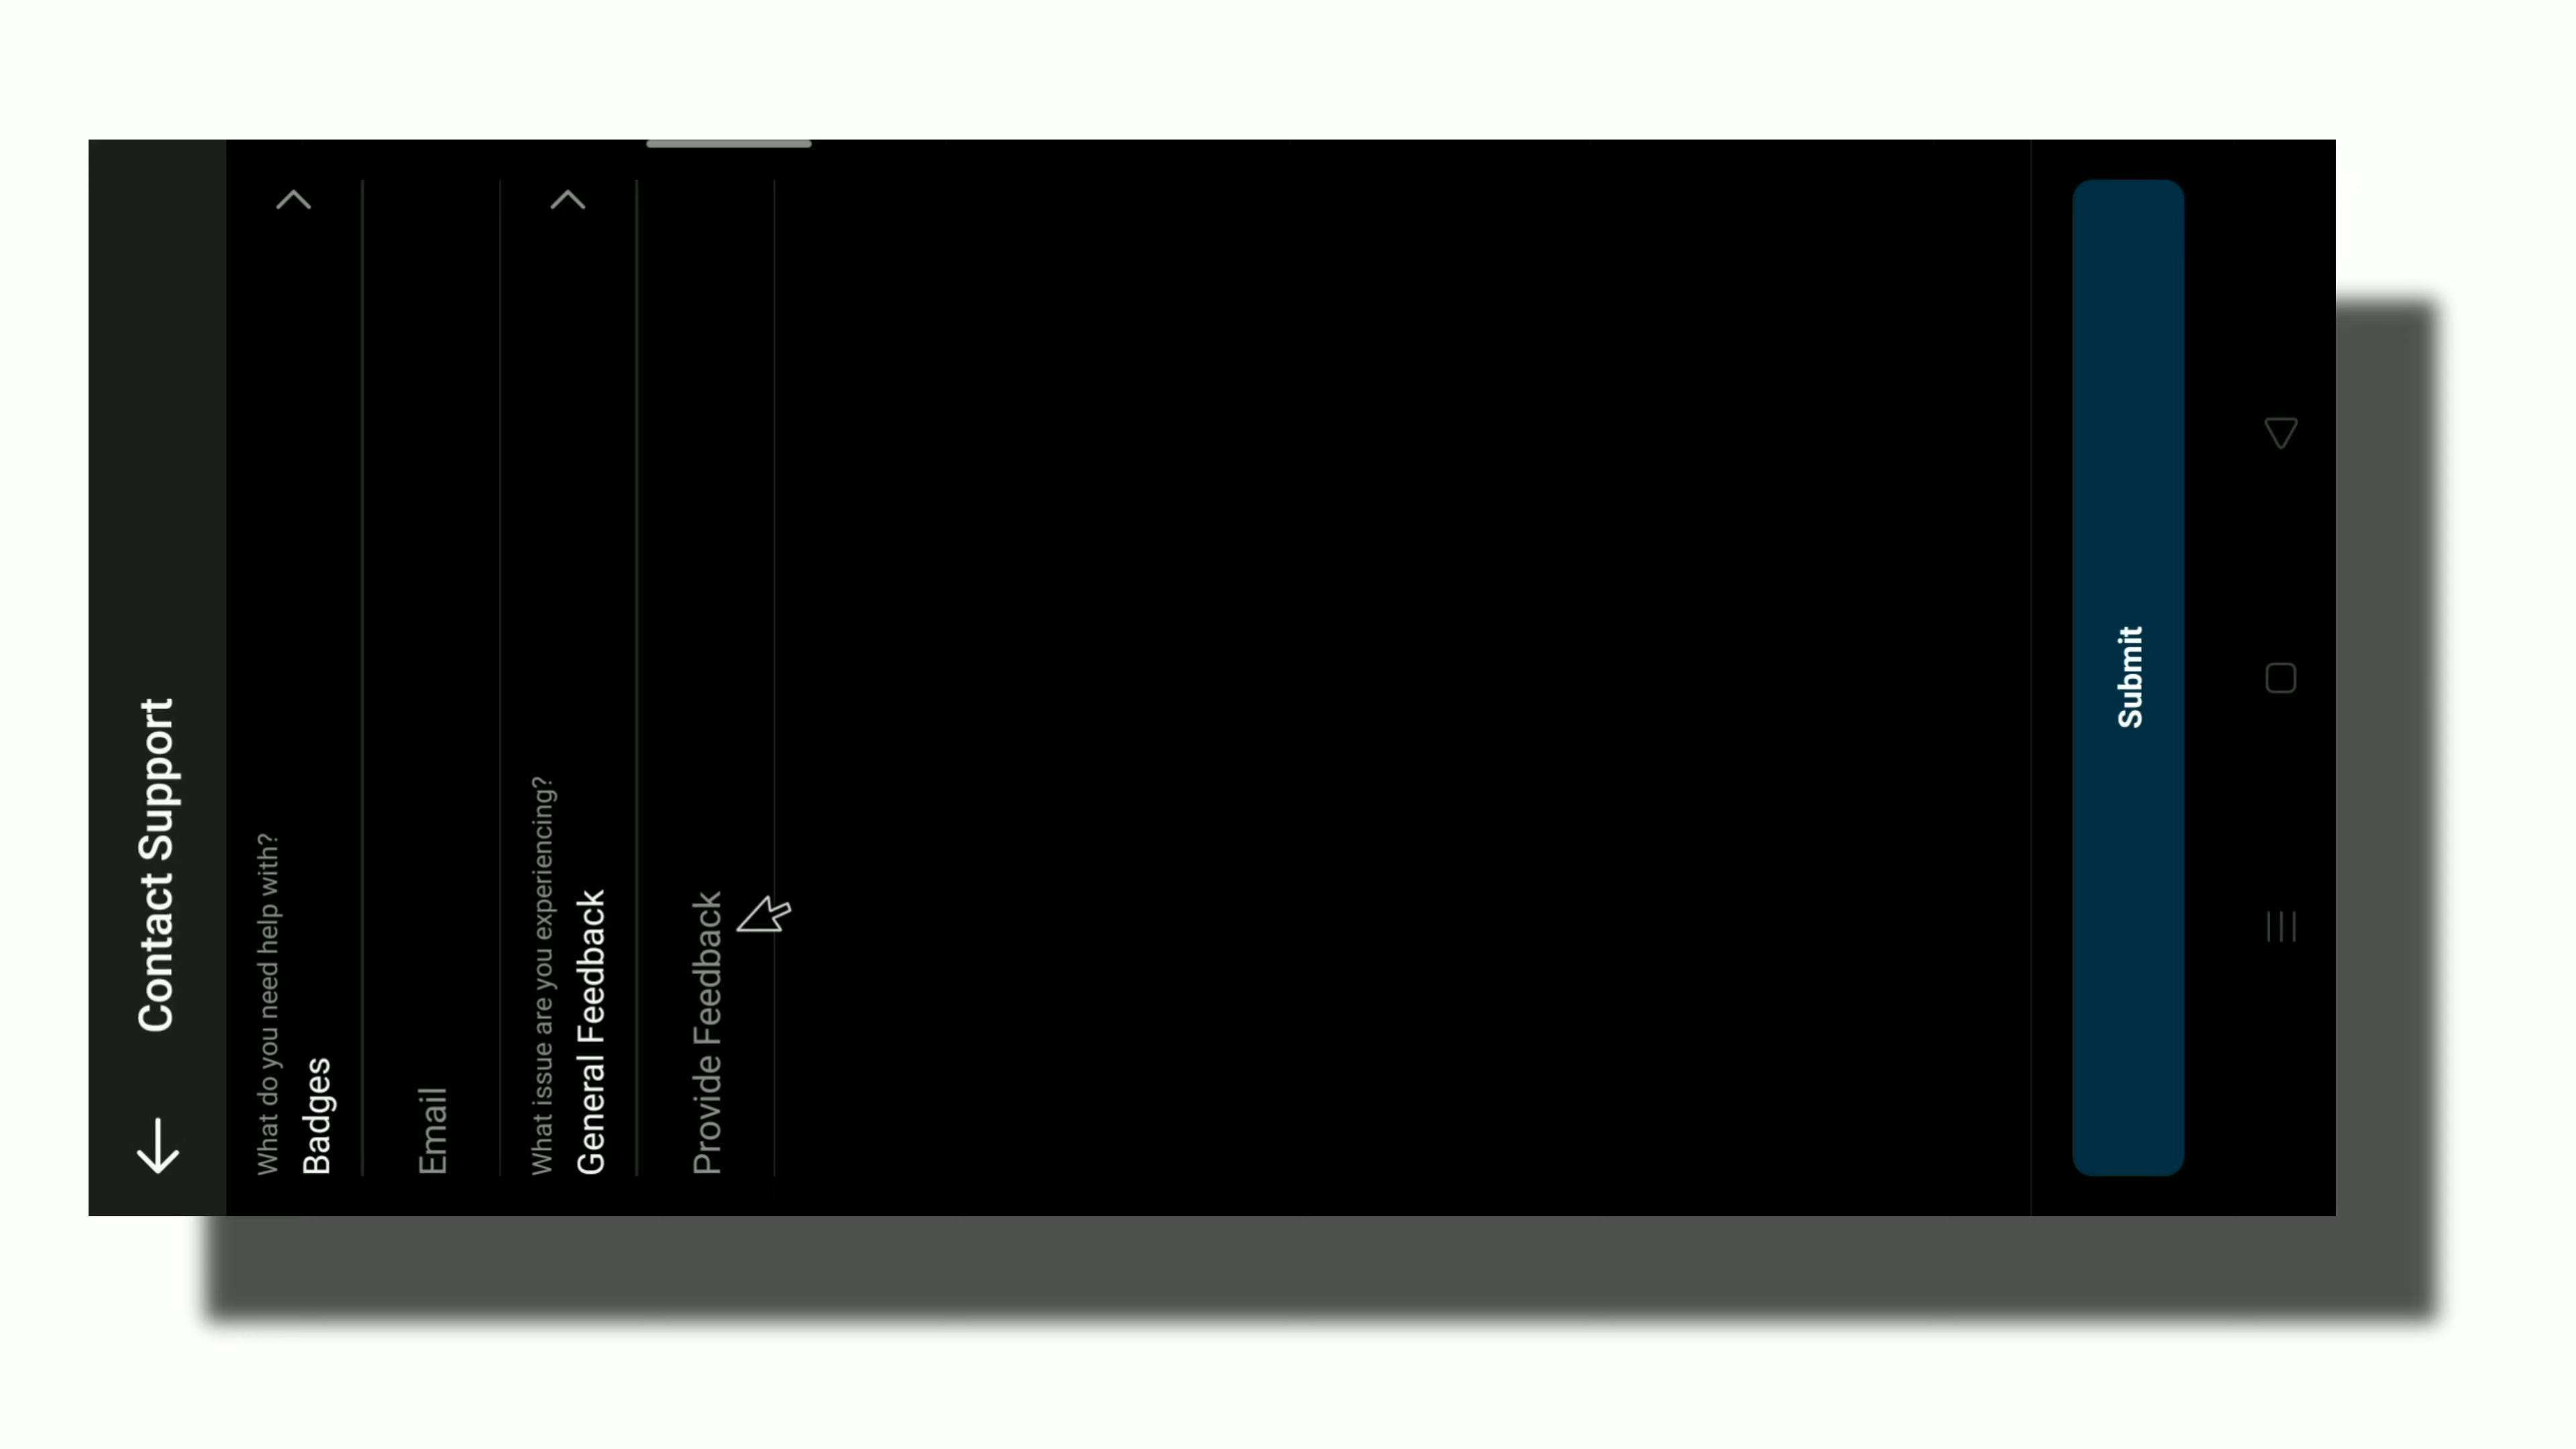 Contact Support
What do you need help with?
Badges
Email
What issue are you experiencing?
General Feedback
Provide Feedback
Submit